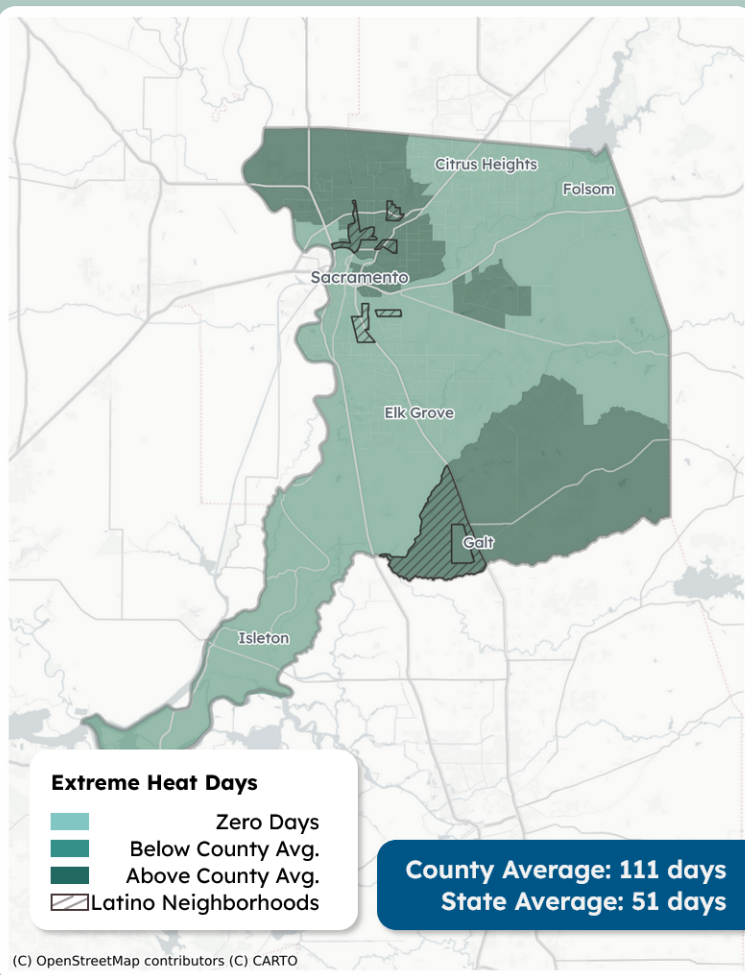 Citrus Heights
Folsom
Sacramento
Elk Grove
Galt
Isleton
Extreme Heat Days
Zero Days
Below County Avg.
Above County Avg.
Latino Neighborhoods
County Average: 111 days
State Average: 51 days
(C) OpenStreetMap contributors (C) CARTO